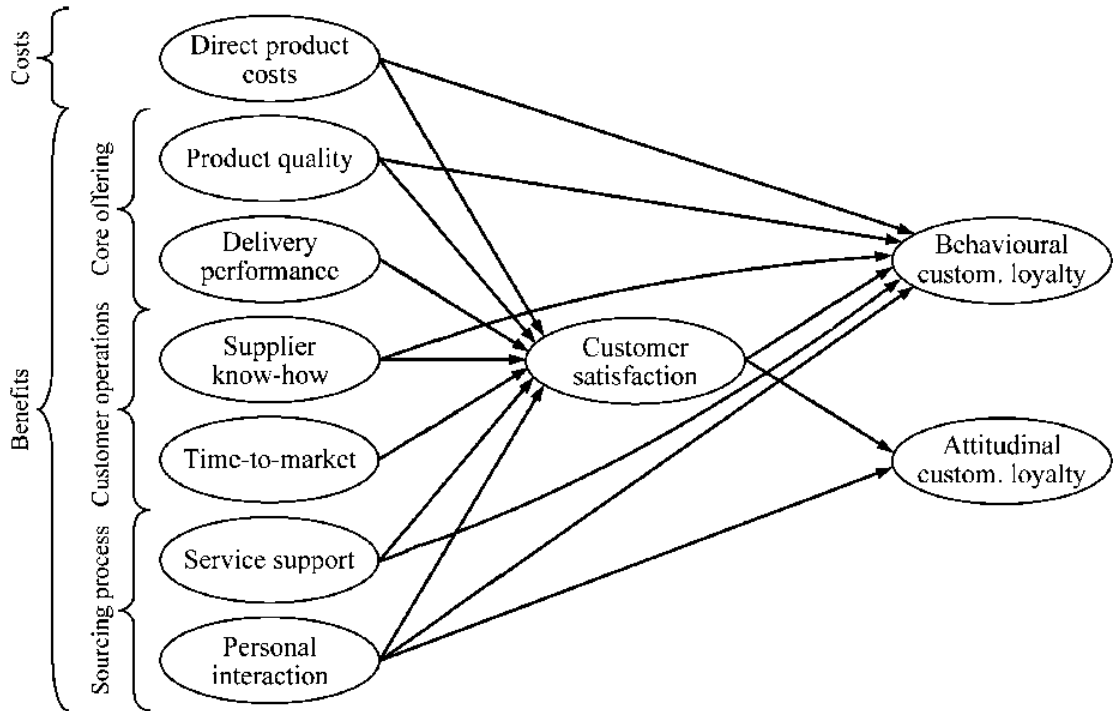 Costs
Benefits
Core offering
Customer operations
Sourcing process
Direct product
costs
Product quality
Delivery
performance
Supplier
know-how
Time-to-market
Service support
Personal
interaction
Customer
satisfaction
Behavioural
custom. loyalty
Attitudinal
custom. loyalty